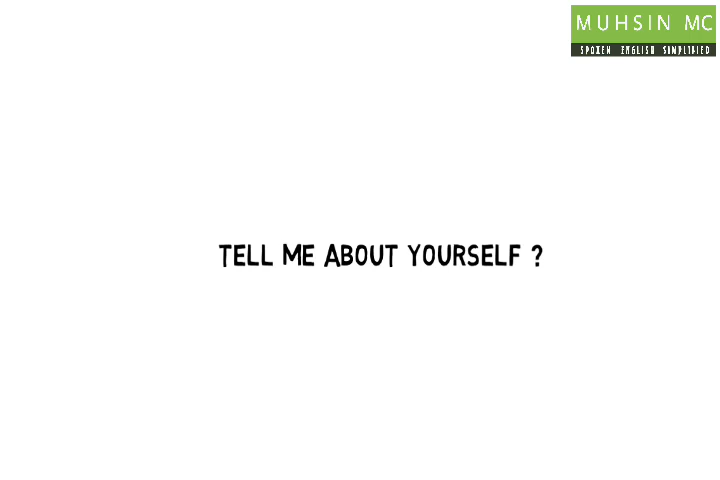 MUHSIN MC
SPOKEN ENGLISH SIMPLIFIED
TELL ME ABOUT YOURSELF ?